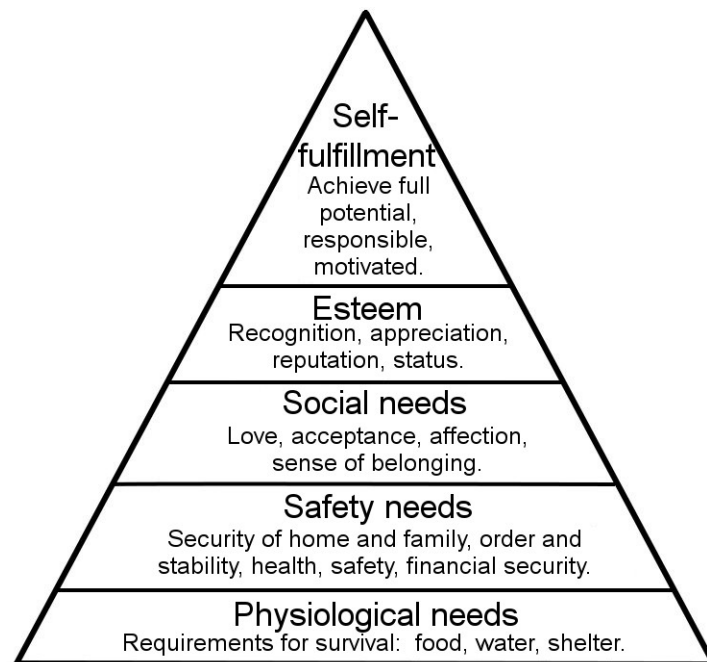 Self-
fulfillment
Achieve full
potential,
responsible,
motivated.
Esteem
Recognition, appreciation,
reputation, status.
Social needs
Love, acceptance, affection,
sense of belonging.
Safety needs
Security of home and family, order and
stability, health, safety, financial security.
Physiological needs
Requirements for survival:  food, water, shelter.